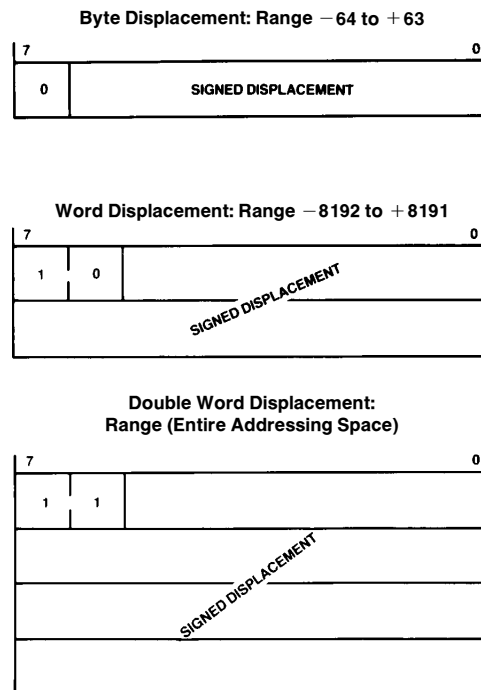 Byte Displacement: Range −64 to +63
7 0
0 SIGNED DISPLACEMENT
Word Displacement: Range −8192 to +8191
7 0
1 0
SIGNED DISPLACEMENT
Double Word Displacement:
Range (Entire Addressing Space)
7 0
1 1
SIGNED DISPLACEMENT